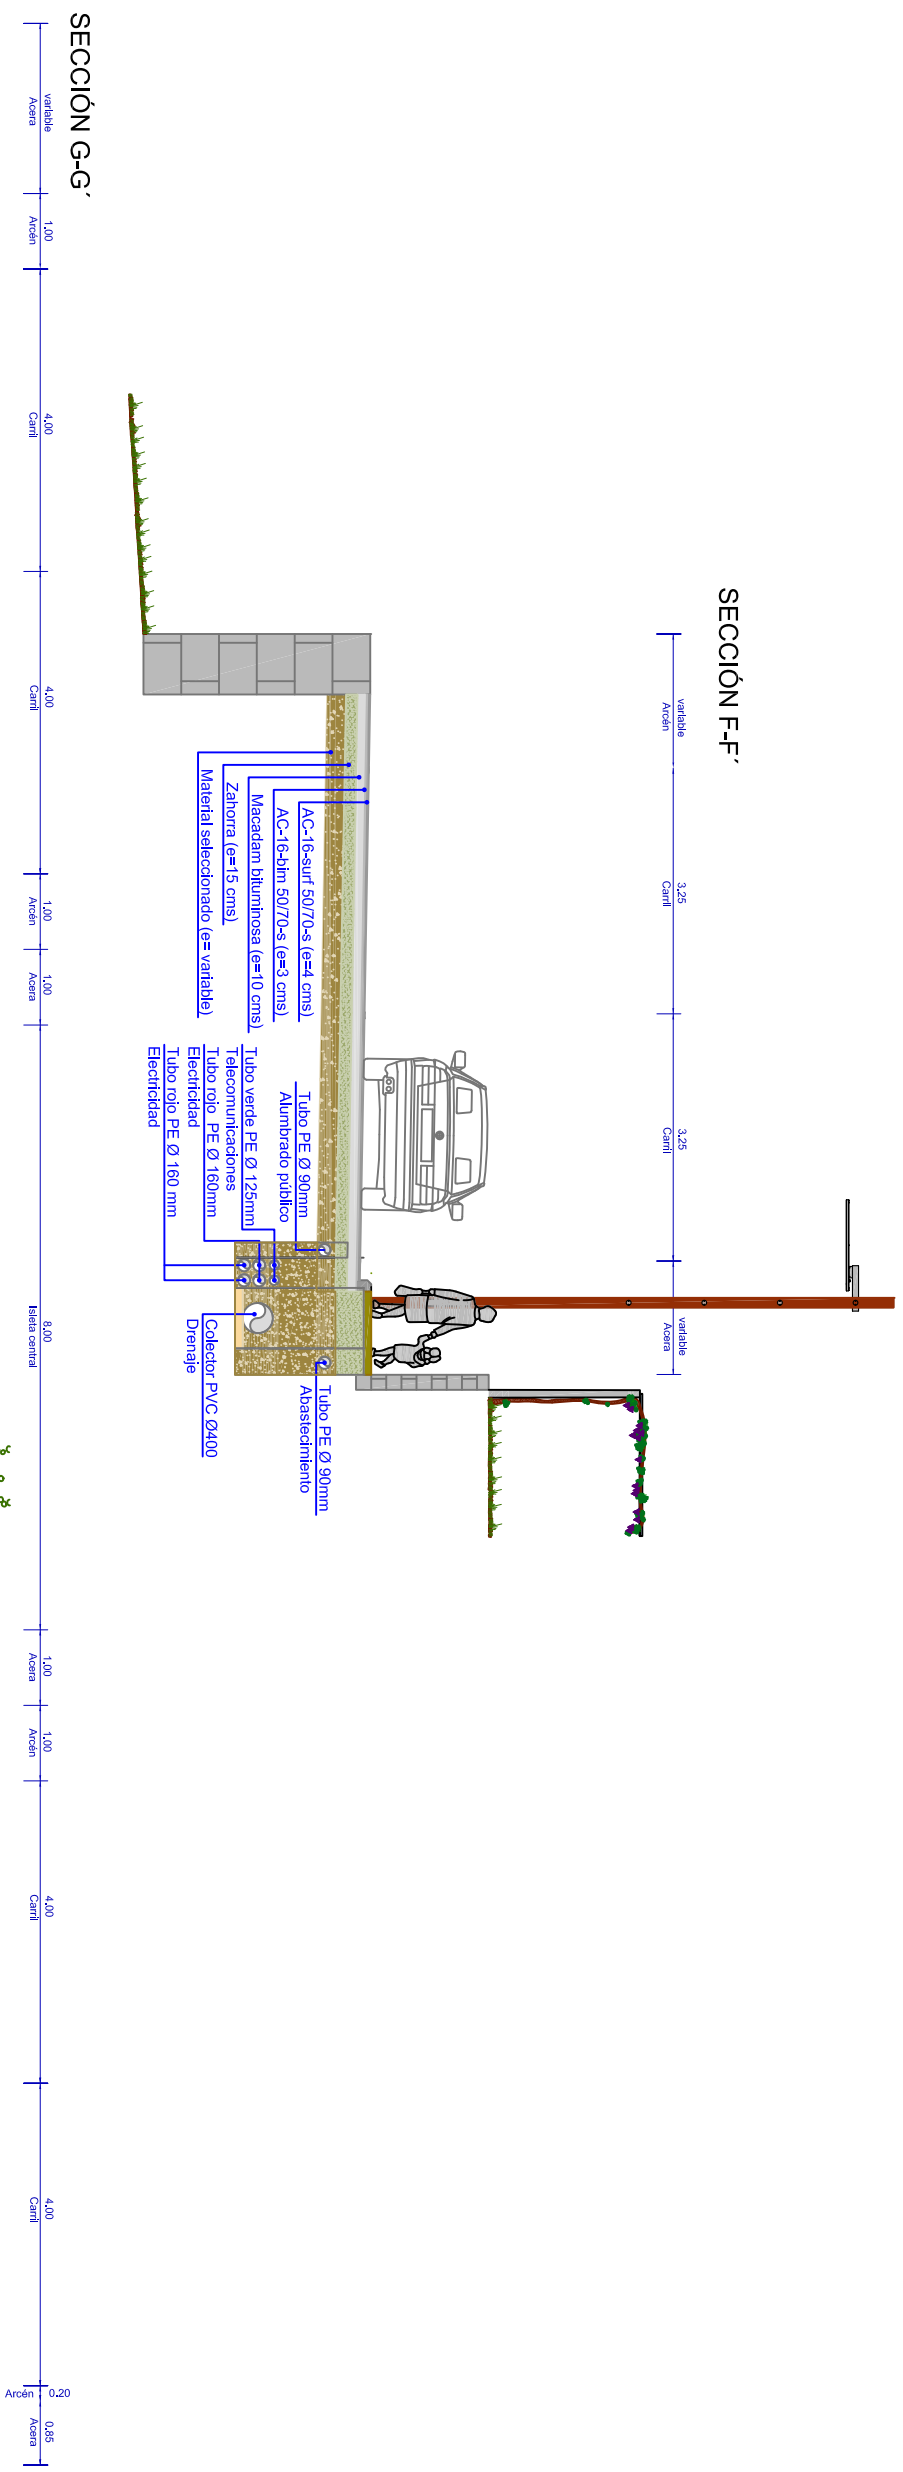 SECCIÓN F-F´
variable
Arcén
3.25
Carril
3.25
Carril
variable
Acera
AC-16-surf 50/70-s (e=4 cms)
AC-16-bim 50/70-s (e=3 cms)
Macadam bituminosa (e=10 cms)
Zahorra (e=15 cms)
Material seleccionado (e= variable)
Tubo PE Ø 90mm
Alumbrado público
Tubo verde PE Ø 125mm
Telecomunicaciones
Tubo rojo PE Ø 160mm
Electricidad
Tubo rojo PE Ø 160 mm
Electricidad
Tubo PE Ø 90mm
Abastecimiento
Colector PVC Ø400
Drenaje
SECCIÓN G-G´
variable
Acera
1.00
Arcén
4.00
Carril
4.00
Carril
1.00
Arcén
1.00
Acera
8.00
Isleta central
1.00
Acera
1.00
Arcén
4.00
Carril
4.00
Carril
0.20
Arcén
0.85
Acera